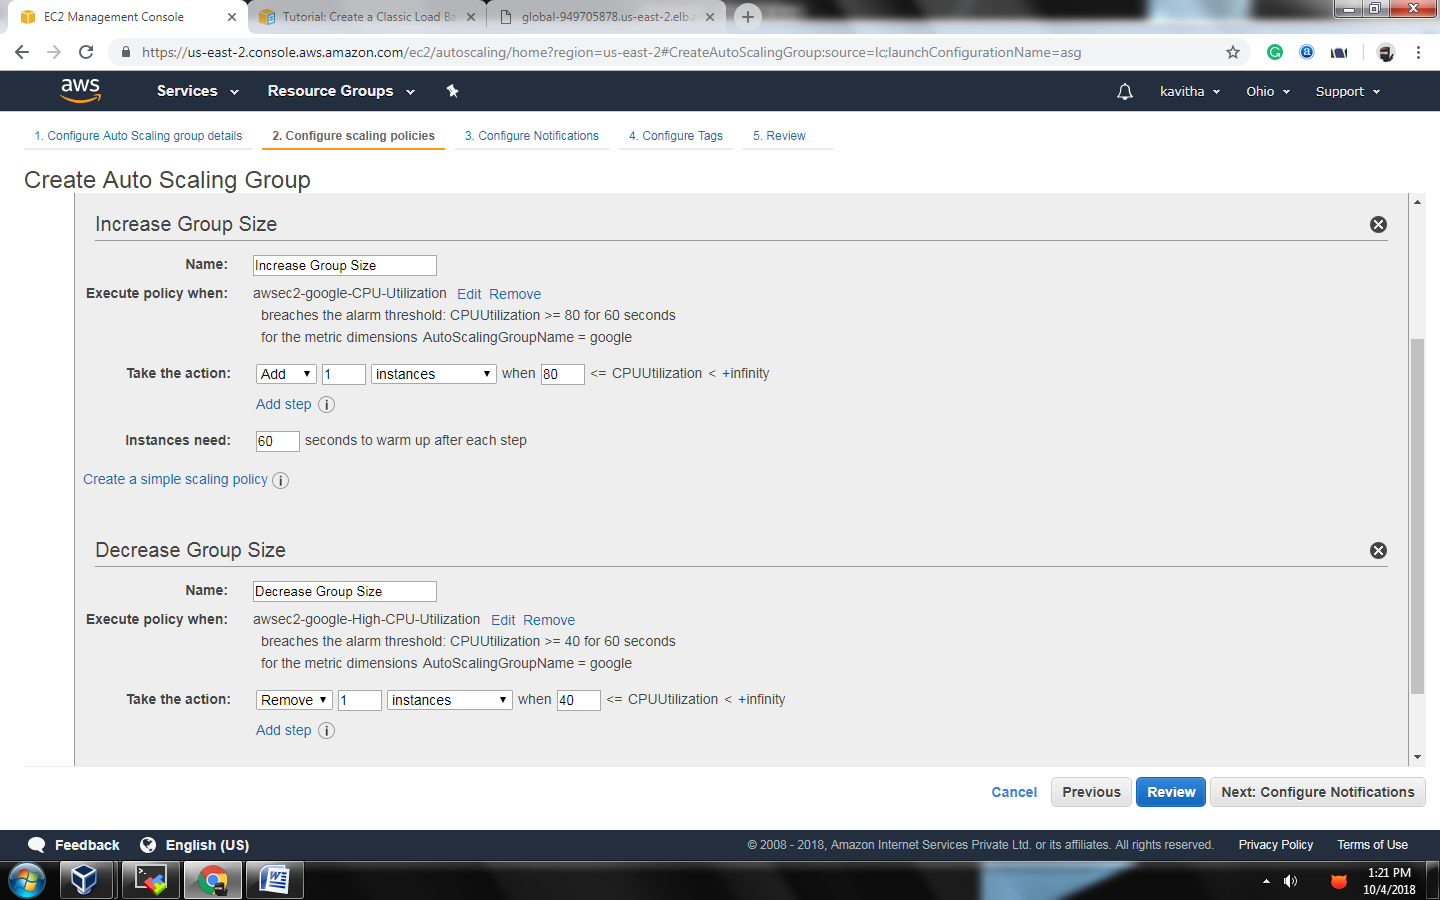 EC2 Management Console
Tutorial: Create a Classic Load Ba
global-949705878.us-east-2.elb.a
https://us-east-2.console.aws.amazon.com/ec2/autoscaling/home?region=us-east-2#CreateAutoScalingGroup:source=lc;launchConfigurationName=asg
aws Services Resource Groups kavitha Ohio Support
1. Configure Auto Scaling group details 2. Configure scaling policies 3. Configure Notifications 4. Configure Tags 5. Review
Create Auto Scaling Group
Increase Group Size
Name: Increase Group Size
Execute policy when: awsec2-google-CPU-Utilization Edit Remove
breaches the alarm threshold: CPUUtilization >= 80 for 60 seconds
for the metric dimensions AutoScalingGroupName = google
Take the action: Add 1 instances when 80 <= CPUUtilization < +infinity
Add step i
Instances need: 60 seconds to warm up after each step
Create a simple scaling policy i
Decrease Group Size
Name: Decrease Group Size
Execute policy when: awsec2-google-High-CPU-Utilization Edit Remove
breaches the alarm threshold: CPUUtilization >= 40 for 60 seconds
for the metric dimensions AutoScalingGroupName = google
Take the action: Remove 1 instances when 40 <= CPUUtilization < +infinity
Add step i
Cancel Previous Review Next: Configure Notifications
Feedback English (US) © 2008 - 2018, Amazon Internet Services Private Ltd. or its affiliates. All rights reserved. Privacy Policy Terms of Use
1:21 PM
10/4/2018